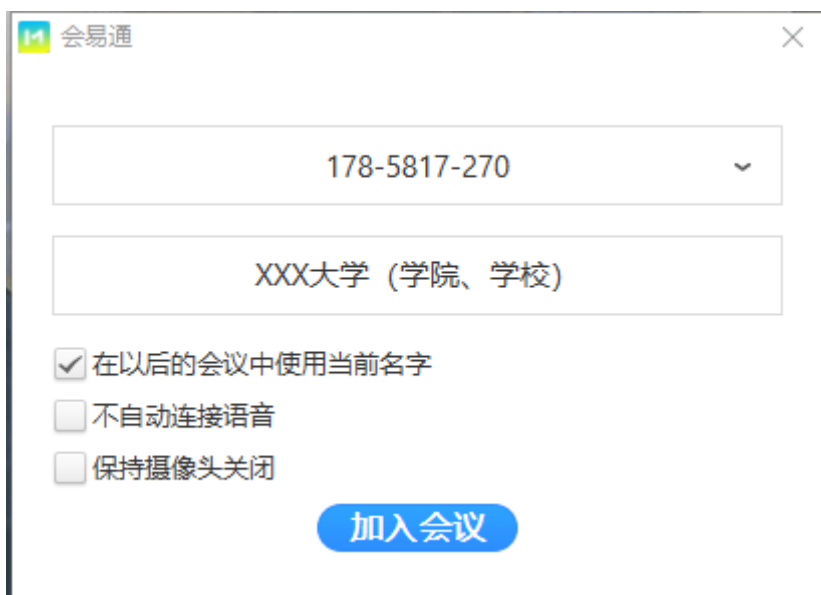 会易通
178-5817-270
XXX大学（学院、学校）
在以后的会议中使用当前名字
不自动连接语音
保持摄像头关闭
加入会议